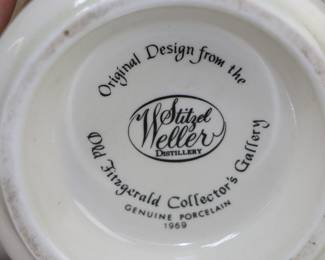 Original Design from the
Stitzel
Weller
DISTILLERY
Old Fitzgerald Collector's Gallery
GENUINE PORCELAIN
1969